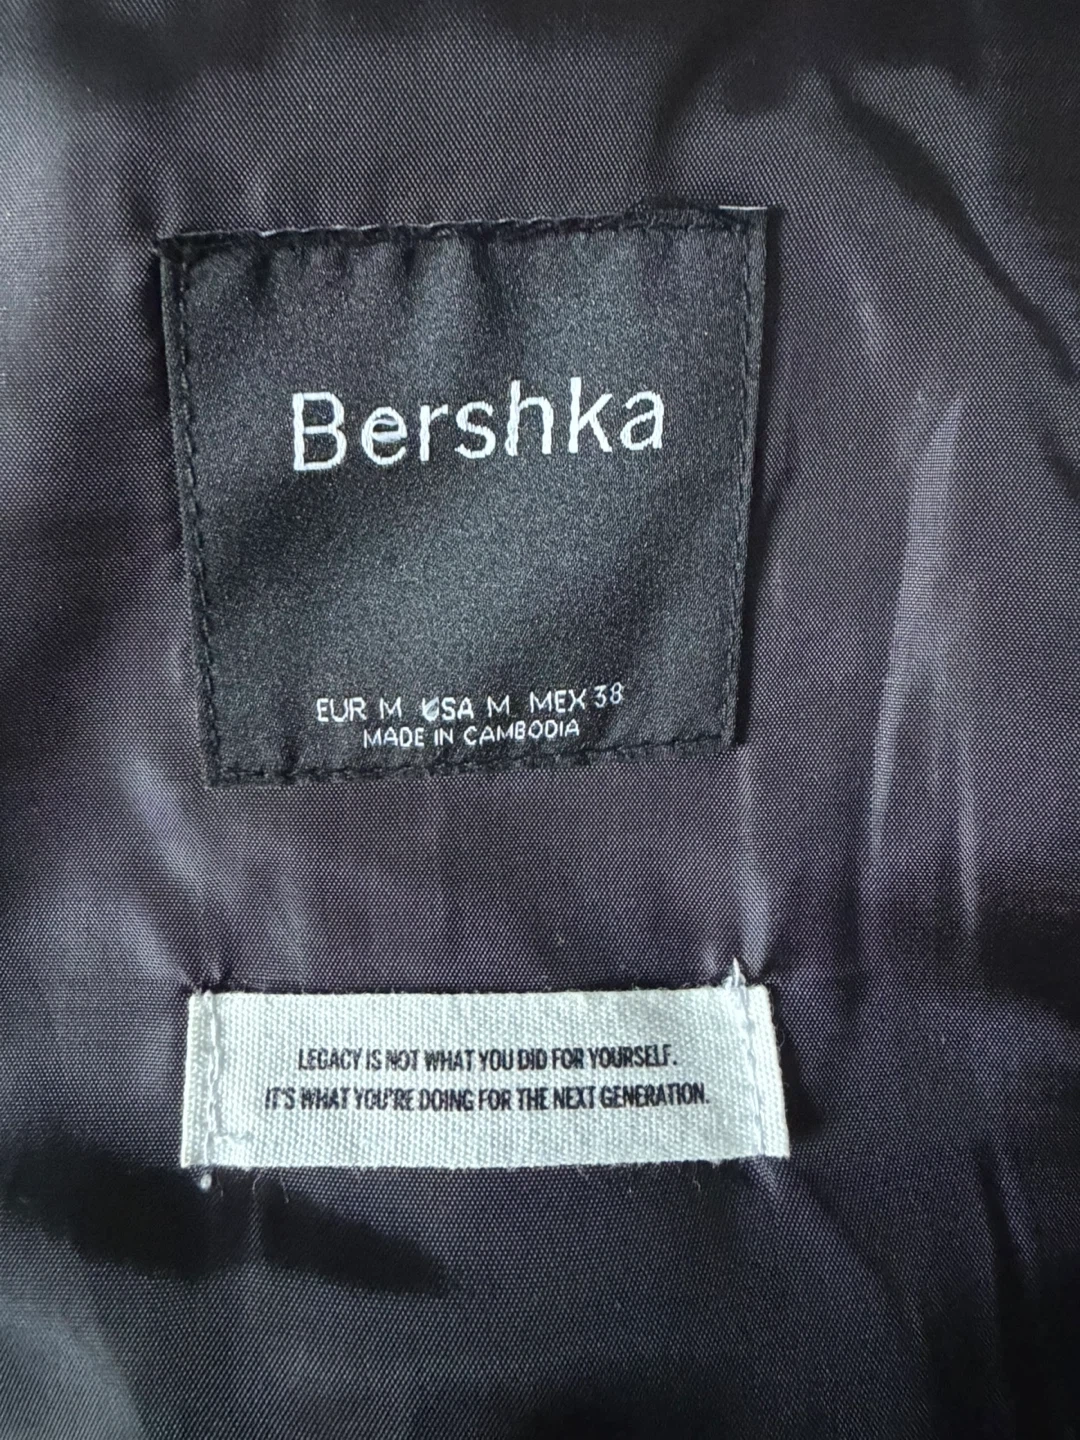 Bershka
EUR M USA M MEX 38
MADE IN CAMBODIA
LEGACY IS NOT WHAT YOU DID FOR YOURSELF.
IT'S WHAT YOU'RE DOING FOR THE NEXT GENERATION.